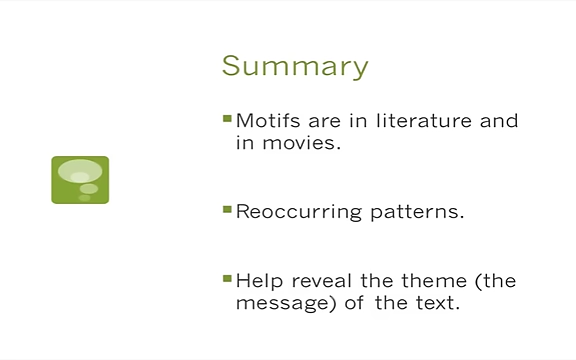 Summary
Motifs are in literature and
in movies.
Reoccurring patterns.
Help reveal the theme (the
message) of the text.